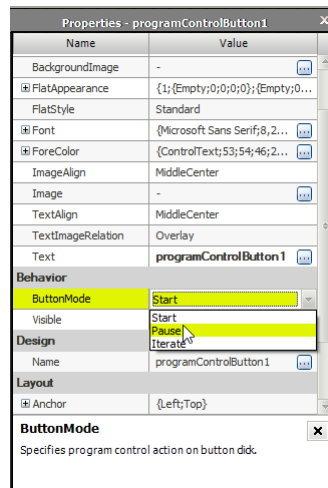 Properties - programControlButton1 x
Name Value
BackgroundImage - ...
FlatAppearance {1;{Empty;0;0;0;0};{Empty;0...
FlatStyle Standard
Font {Microsoft Sans Serif;8,2... ...
ForeColor {ControlText;53;54;46;2... ...
ImageAlign MiddleCenter
Image - ...
TextAlign MiddleCenter
TextImageRelation Overlay
Text programControlButton1 ...
Behavior
ButtonMode Start
Visible Start
Pause
Design Iterate
Name programControlButton1 ...
Layout
Anchor {Left;Top}
ButtonMode x
Specifies program control action on button click.